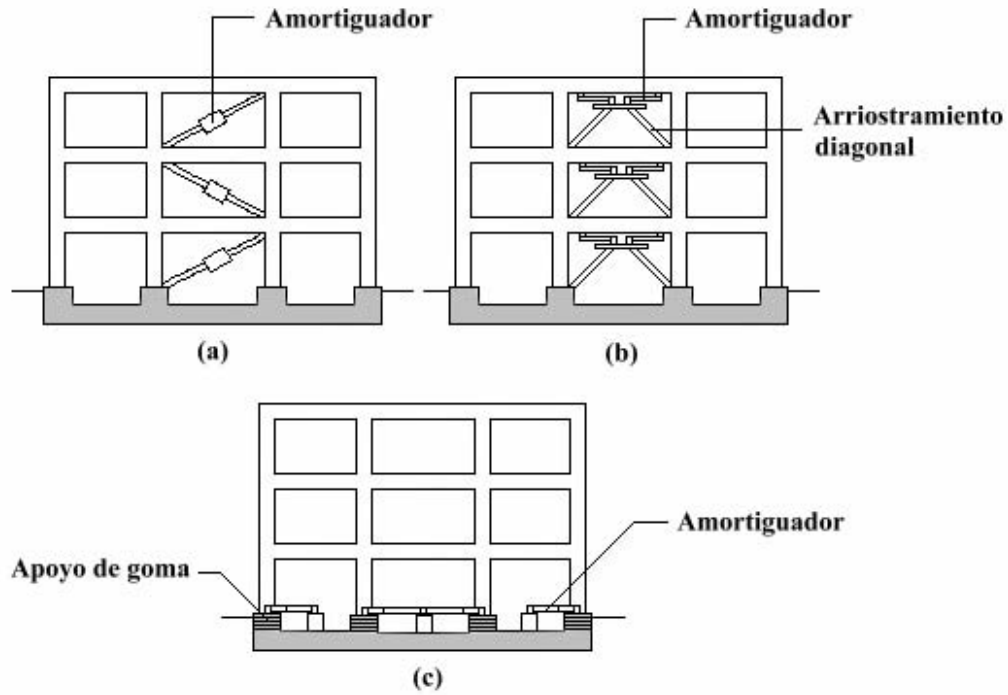 Amortiguador
Amortiguador
Arriostramiento
diagonal
(a)
(b)
Amortiguador
Apoyo de goma
(c)